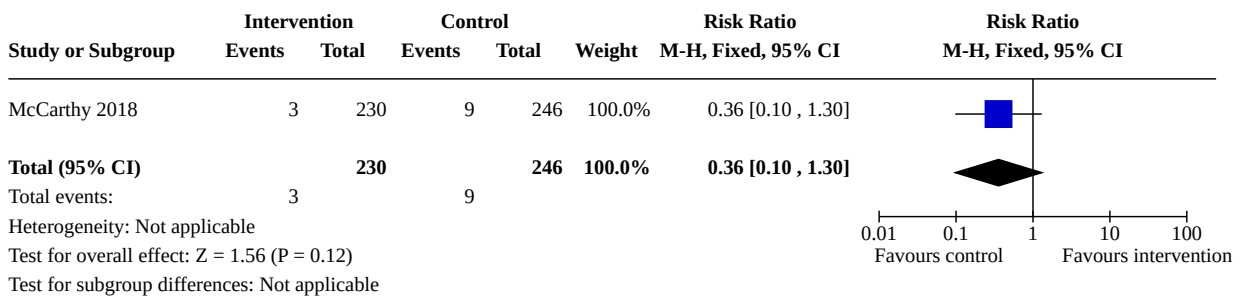 Intervention Control Risk Ratio Risk Ratio
Study or Subgroup Events Total Events Total Weight M-H, Fixed, 95% CI M-H, Fixed, 95% CI
McCarthy 2018 3 230 9 246 100.0% 0.36 [0.10 , 1.30]
Total (95% CI) 230 246 100.0% 0.36 [0.10 , 1.30]
Total events: 3 9
Heterogeneity: Not applicable
0.01 0.1 1 10 100
Test for overall effect: Z = 1.56 (P = 0.12) Favours control Favours intervention
Test for subgroup differences: Not applicable